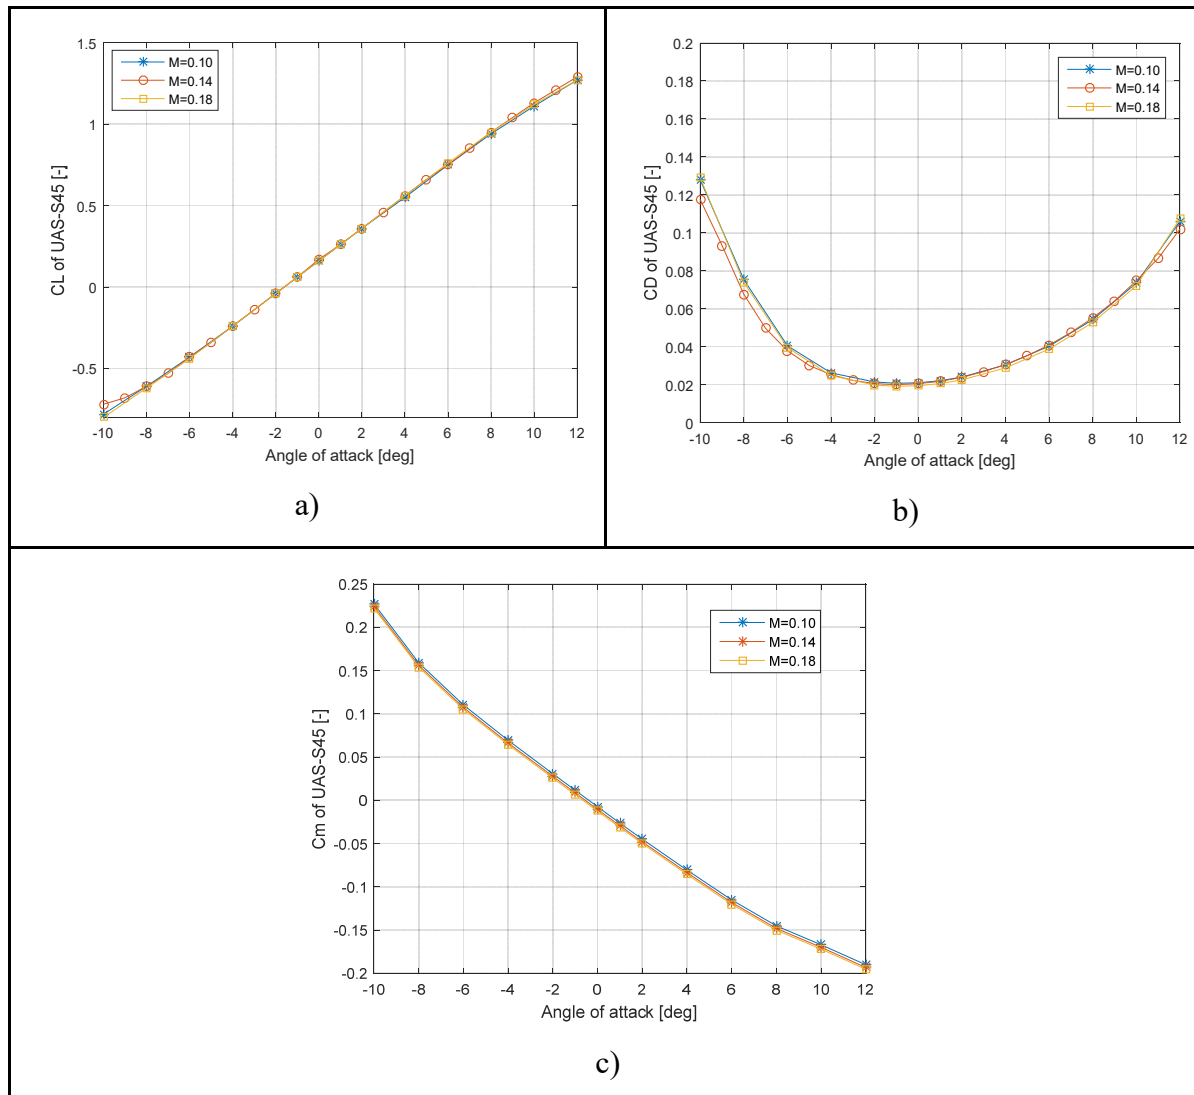 1.5
1
0.5
0
-0.5
M=0.10
M=0.14
M=0.18
CL of UAS-S45 [-]
-10 -8 -6 -4 -2 0 2 4 6 8 10 12
Angle of attack [deg]
a)
0.2
0.18
0.16
0.14
0.12
0.1
0.08
0.06
0.04
0.02
0
M=0.10
M=0.14
M=0.18
CD of UAS-S45 [-]
-10 -8 -6 -4 -2 0 2 4 6 8 10 12
Angle of attack [deg]
b)
0.25
0.2
0.15
0.1
0.05
0
-0.05
-0.1
-0.15
-0.2
M=0.10
M=0.14
M=0.18
Cm of UAS-S45 [-]
-10 -8 -6 -4 -2 0 2 4 6 8 10 12
Angle of attack [deg]
c)